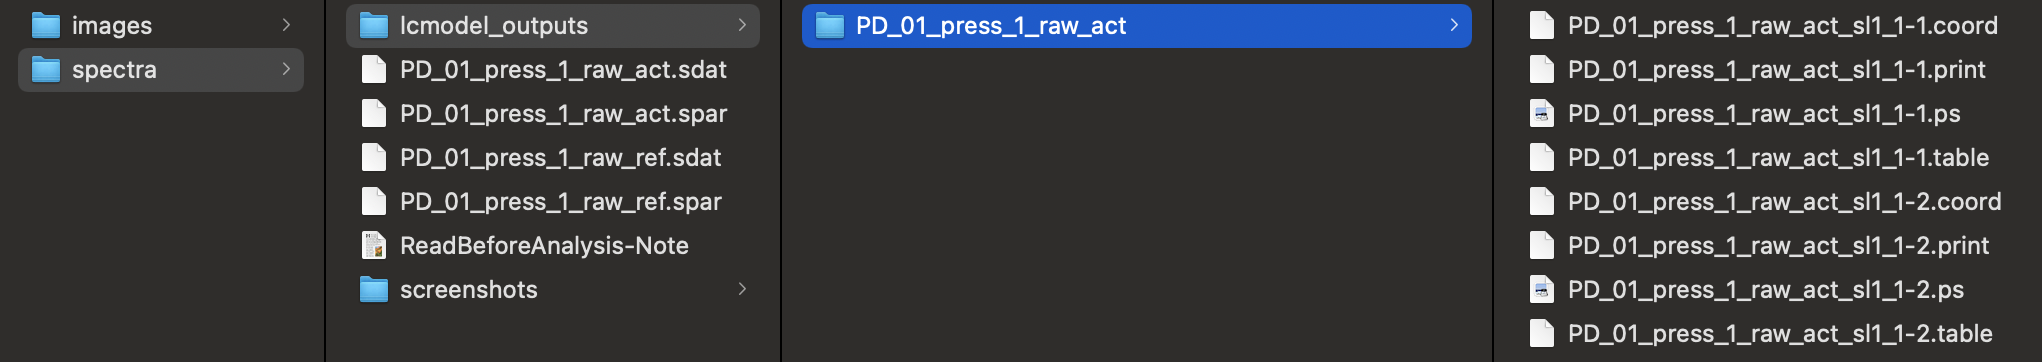 images
spectra
lcmodel_outputs
PD_01_press_1_raw_act.sdat
PD_01_press_1_raw_act.spar
PD_01_press_1_raw_ref.sdat
PD_01_press_1_raw_ref.spar
ReadBeforeAnalysis-Note
screenshots
PD_01_press_1_raw_act
PD_01_press_1_raw_act_sl1_1-1.coord
PD_01_press_1_raw_act_sl1_1-1.print
PD_01_press_1_raw_act_sl1_1-1.ps
PD_01_press_1_raw_act_sl1_1-1.table
PD_01_press_1_raw_act_sl1_1-2.coord
PD_01_press_1_raw_act_sl1_1-2.print
PD_01_press_1_raw_act_sl1_1-2.ps
PD_01_press_1_raw_act_sl1_1-2.table